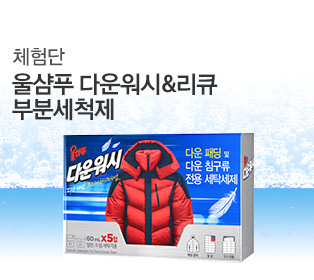 체험단
울샴푸 다운워시&리큐
부분세척제
울샴푸
다운워시
다운 패딩 및
다운 침구류
전용 세탁세제
60 mL x5입